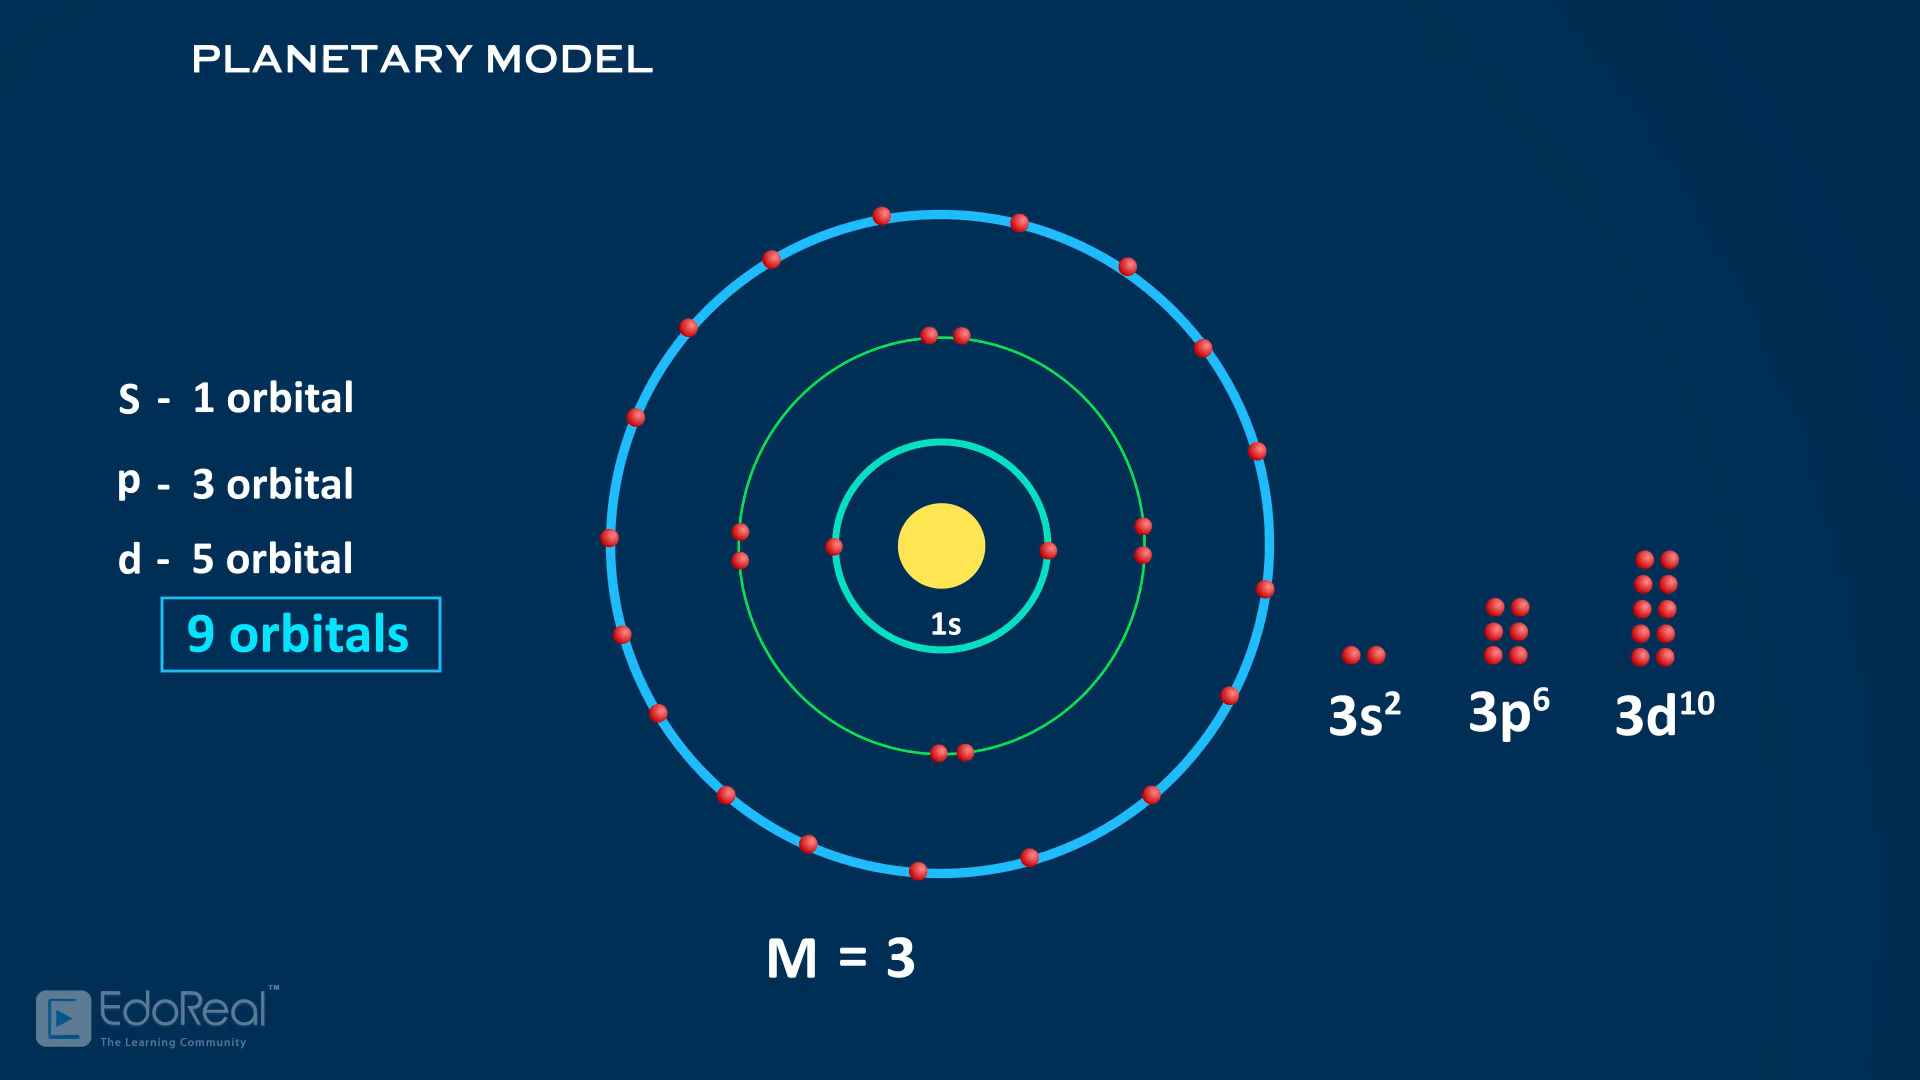 PLANETARY MODEL
S - 1 orbital
p - 3 orbital
d - 5 orbital
9 orbitals
1s
3s² 3p⁶ 3d¹⁰
M = 3
EdoReal™
The Learning Community